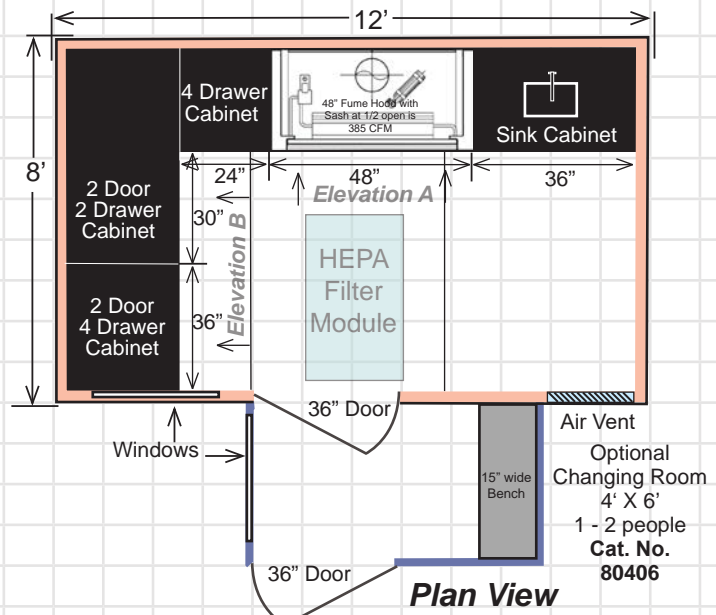 12’
8’
4 Drawer
Cabinet
48” Fume Hood with
Sash at 1/2 open is
385 CFM
Sink Cabinet
24”
48”
36”
Elevation A
2 Door
2 Drawer
Cabinet
30”
Elevation B
HEPA
Filter
Module
2 Door
4 Drawer
Cabinet
36”
36” Door
Air Vent
Windows
15” wide
Bench
Optional
Changing Room
4‘ X 6’
1 - 2 people
Cat. No.
80406
36” Door
Plan View